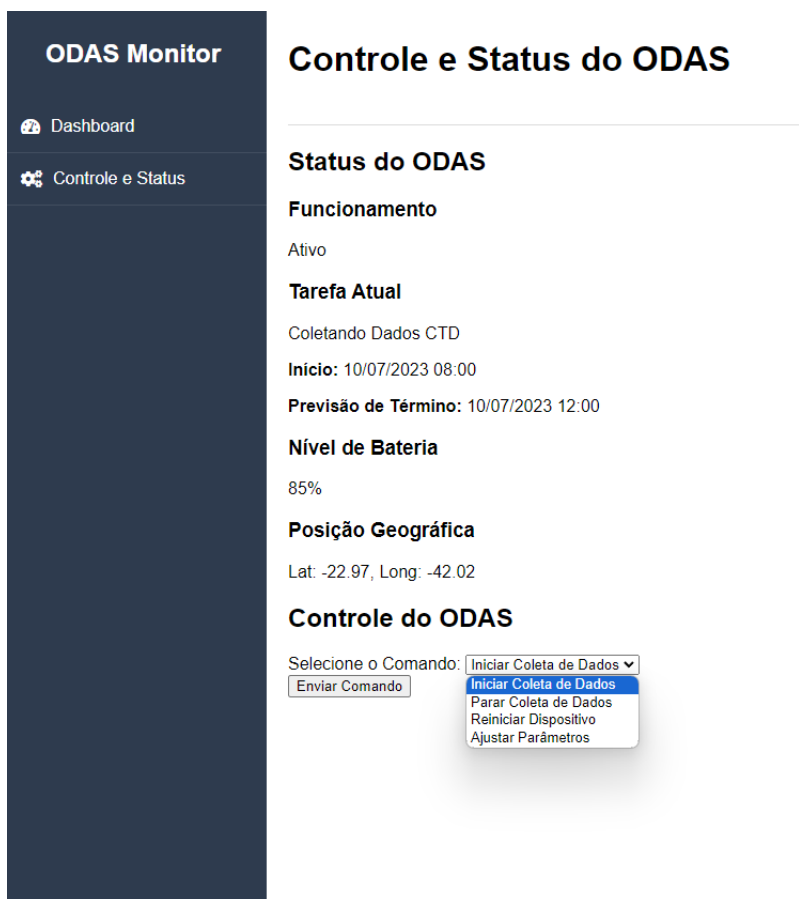 ODAS Monitor
Dashboard
Controle e Status
Controle e Status do ODAS
Status do ODAS
Funcionamento
Ativo
Tarefa Atual
Coletando Dados CTD
Início: 10/07/2023 08:00
Previsão de Término: 10/07/2023 12:00
Nível de Bateria
85%
Posição Geográfica
Lat: -22.97, Long: -42.02
Controle do ODAS
Selecione o Comando: Iniciar Coleta de Dados
Enviar Comando
Iniciar Coleta de Dados
Parar Coleta de Dados
Reiniciar Dispositivo
Ajustar Parâmetros